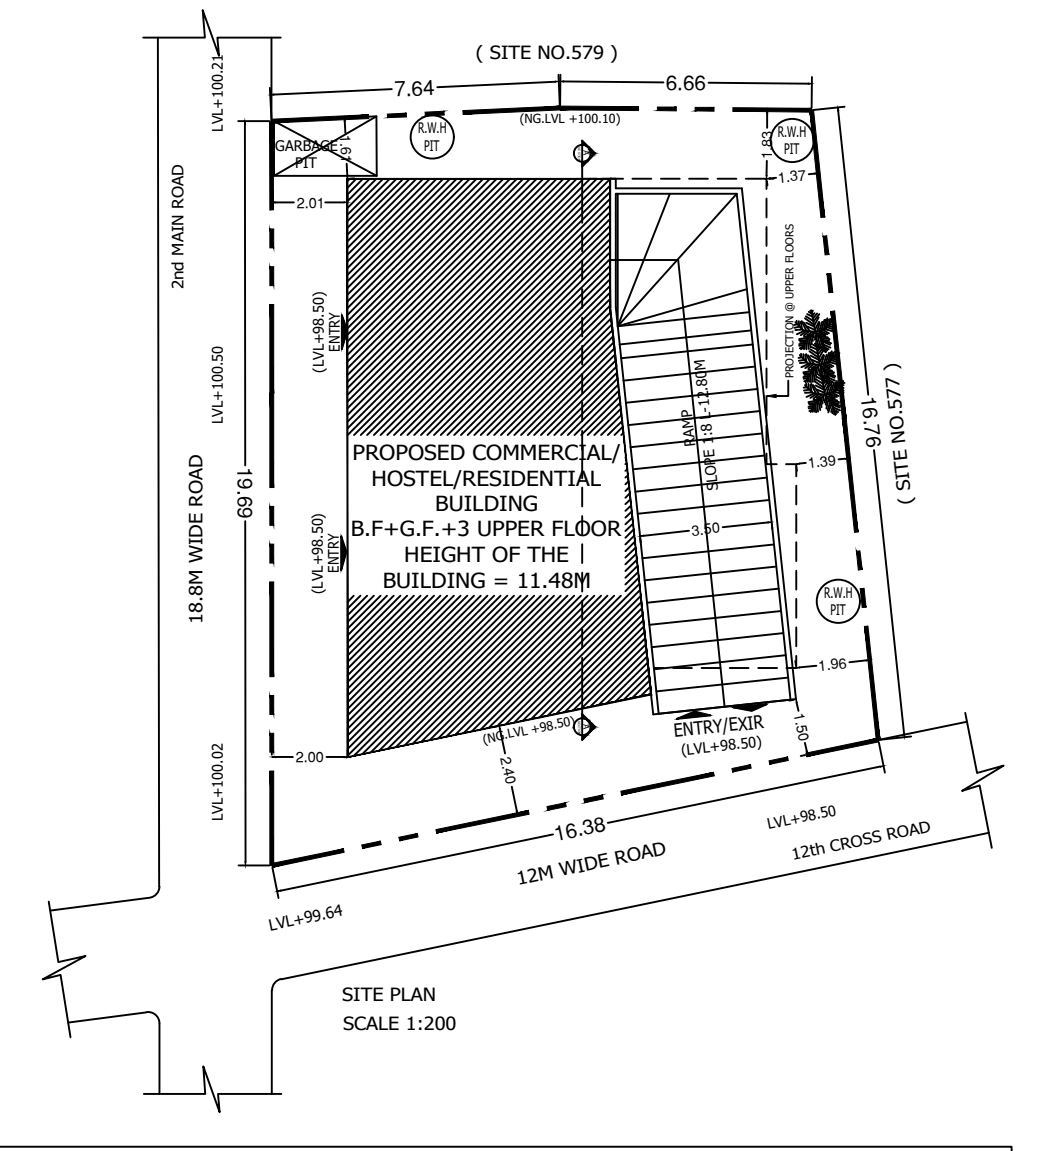 ( SITE NO.579 )
7.64
6.66
LVL+100.21
(NG.LVL +100.10)
R.W.H
PIT
R.W.H
PIT
GARBAGE
PIT
1.61
1.83
1.37
2nd MAIN ROAD
2.01
PROJECTION @ UPPER FLOORS
(LVL+98.50)
ENTRY
LVL+100.50
RAMP
SLOPE 1:8 L-12.80M
16.76
( SITE NO.577 )
18.8M WIDE ROAD
19.69
PROPOSED COMMERCIAL/
HOSTEL/RESIDENTIAL
BUILDING
B.F+G.F.+3 UPPER FLOOR
HEIGHT OF THE
BUILDING = 11.48M
1.39
3.50
(LVL+98.50)
ENTRY
R.W.H
PIT
1.96
(NG.LVL +98.50)
ENTRY/EXIR
(LVL+98.50)
1.50
2.00
2.40
LVL+100.02
16.38
LVL+98.50
12M WIDE ROAD
12th CROSS ROAD
LVL+99.64
SITE PLAN
SCALE 1:200